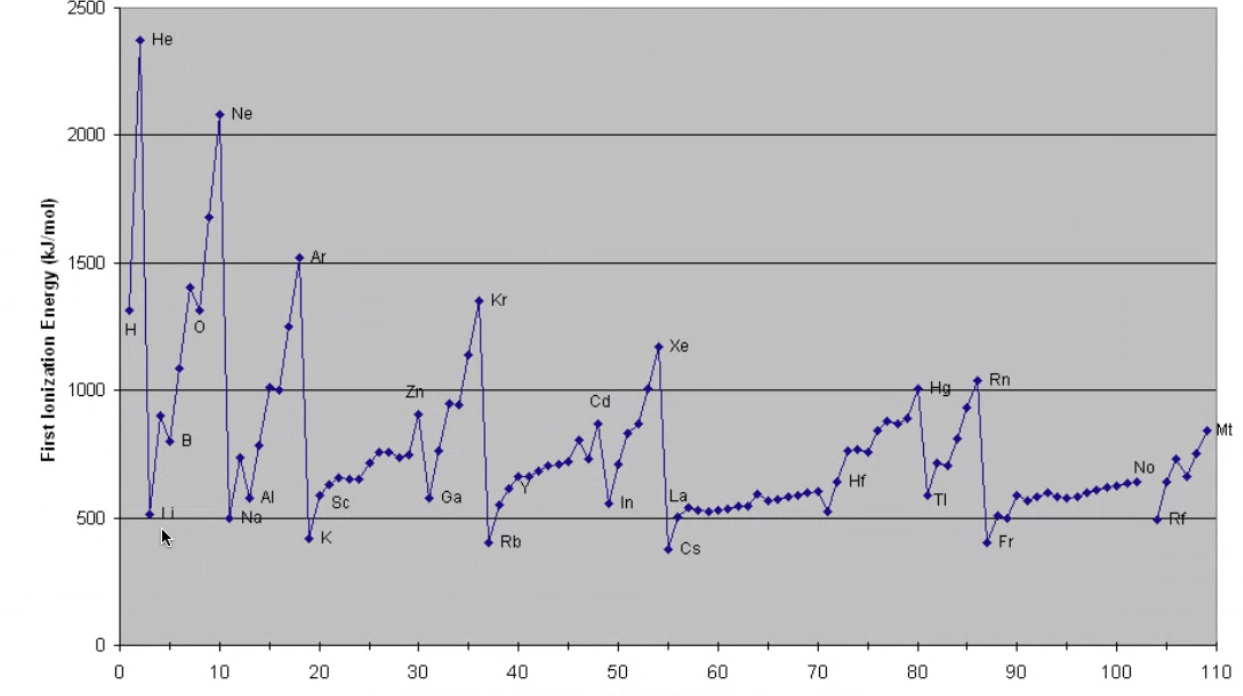 2500
He
Ne
2000
First Ionization Energy (kJ/mol)
1500
Ar
H
O
Kr
Xe
1000
Zn
Cd
Hg
Rn
B
Mt
Al
Ga
Sc
In
La
Hf
Tl
No
500
Li
Na
K
Y
Rb
Cs
Fr
Rf
0
0 10 20 30 40 50 60 70 80 90 100 110